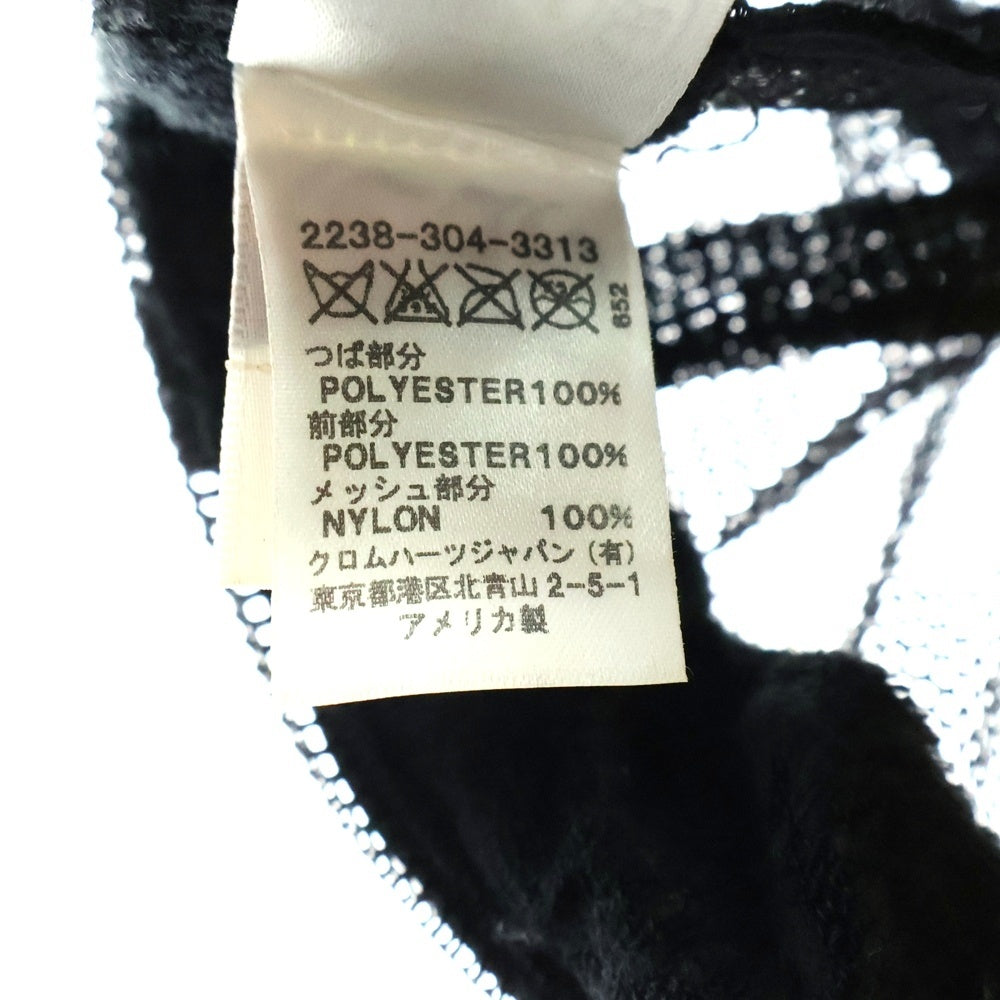 2238-304-3313
652
つば部分
POLYESTER100%
前部分
POLYESTER100%
メッシュ部分
NYLON 100%
クロムハーツジャパン(有)
東京都港区北青山2-5-1
アメリカ製